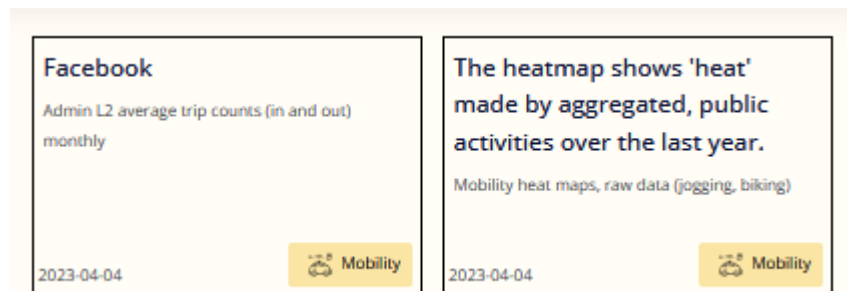 Facebook
Admin L2 average trip counts (in and out)
monthly
2023-04-04
Mobility
The heatmap shows 'heat'
made by aggregated, public
activities over the last year.
Mobility heat maps, raw data (jogging, biking)
2023-04-04
Mobility